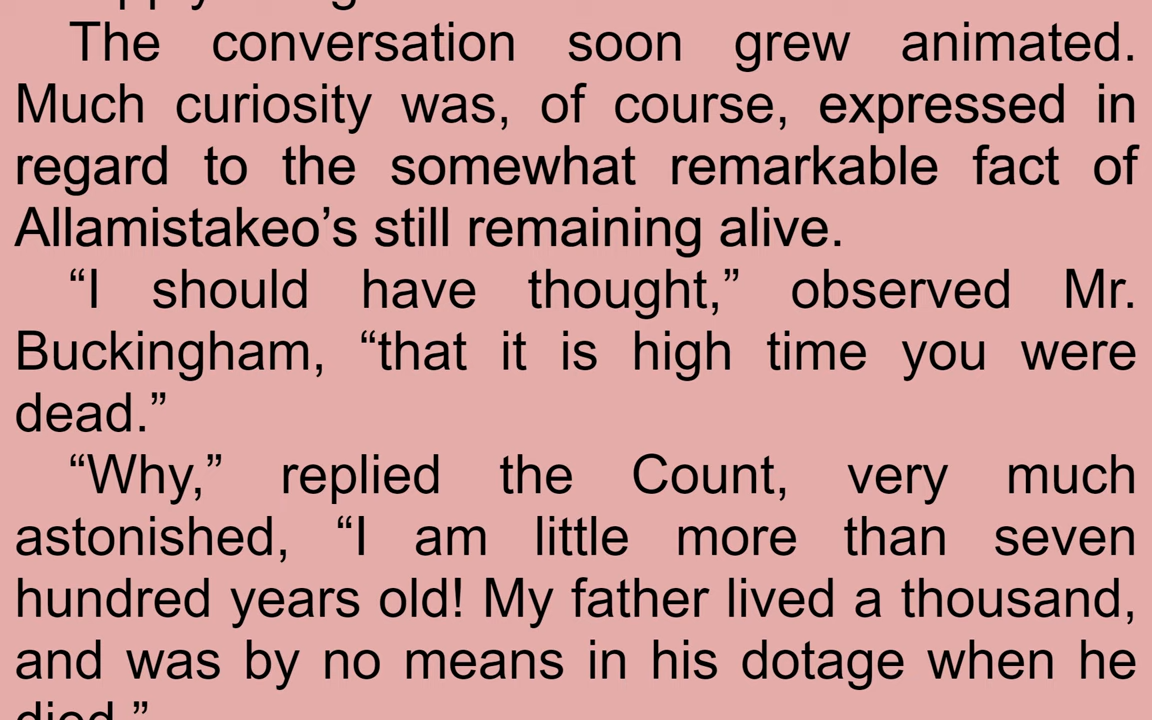 The conversation soon grew animated.
Much curiosity was, of course, expressed in
regard to the somewhat remarkable fact of
Allamistakeo’s still remaining alive.
“I should have thought,” observed Mr.
Buckingham, “that it is high time you were
dead.”
“Why,” replied the Count, very much
astonished, “I am little more than seven
hundred years old! My father lived a thousand,
and was by no means in his dotage when he
died.”